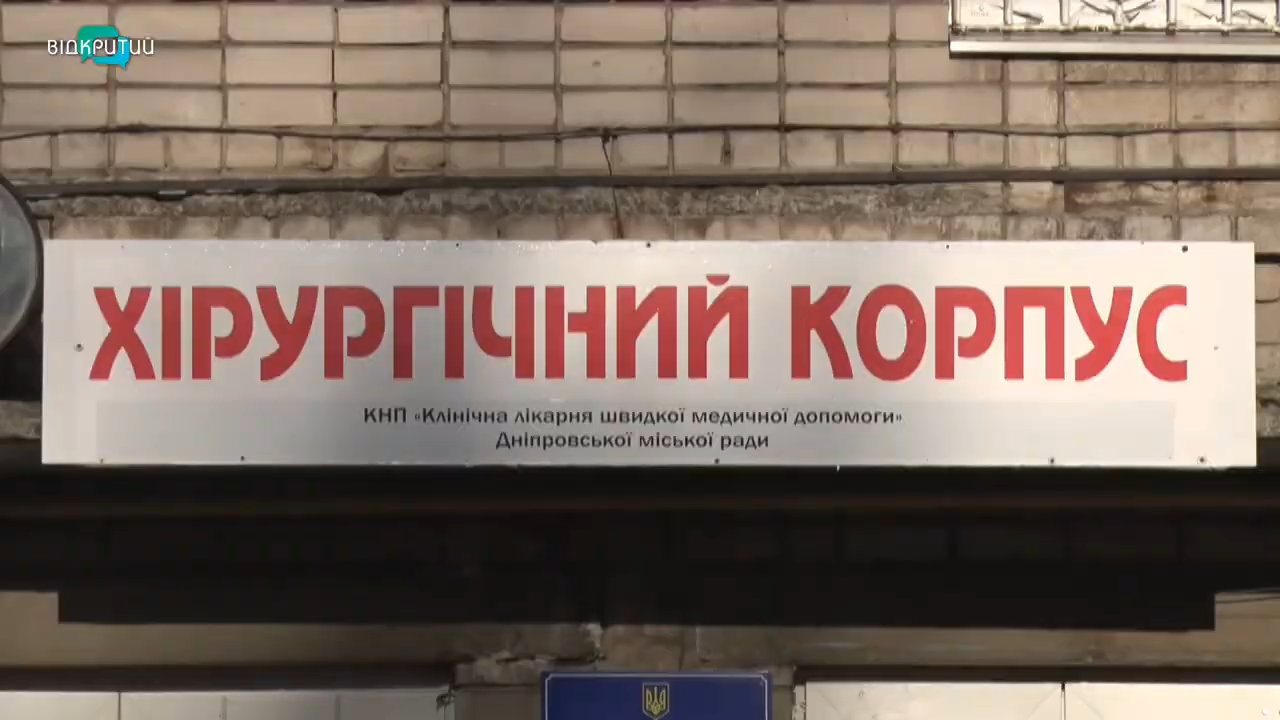 ВІДКРИТИЙ
ХІРУРГІЧНИЙ КОРПУС
КНП «Клінічна лікарня швидкої медичної допомоги»
Дніпровської міської ради